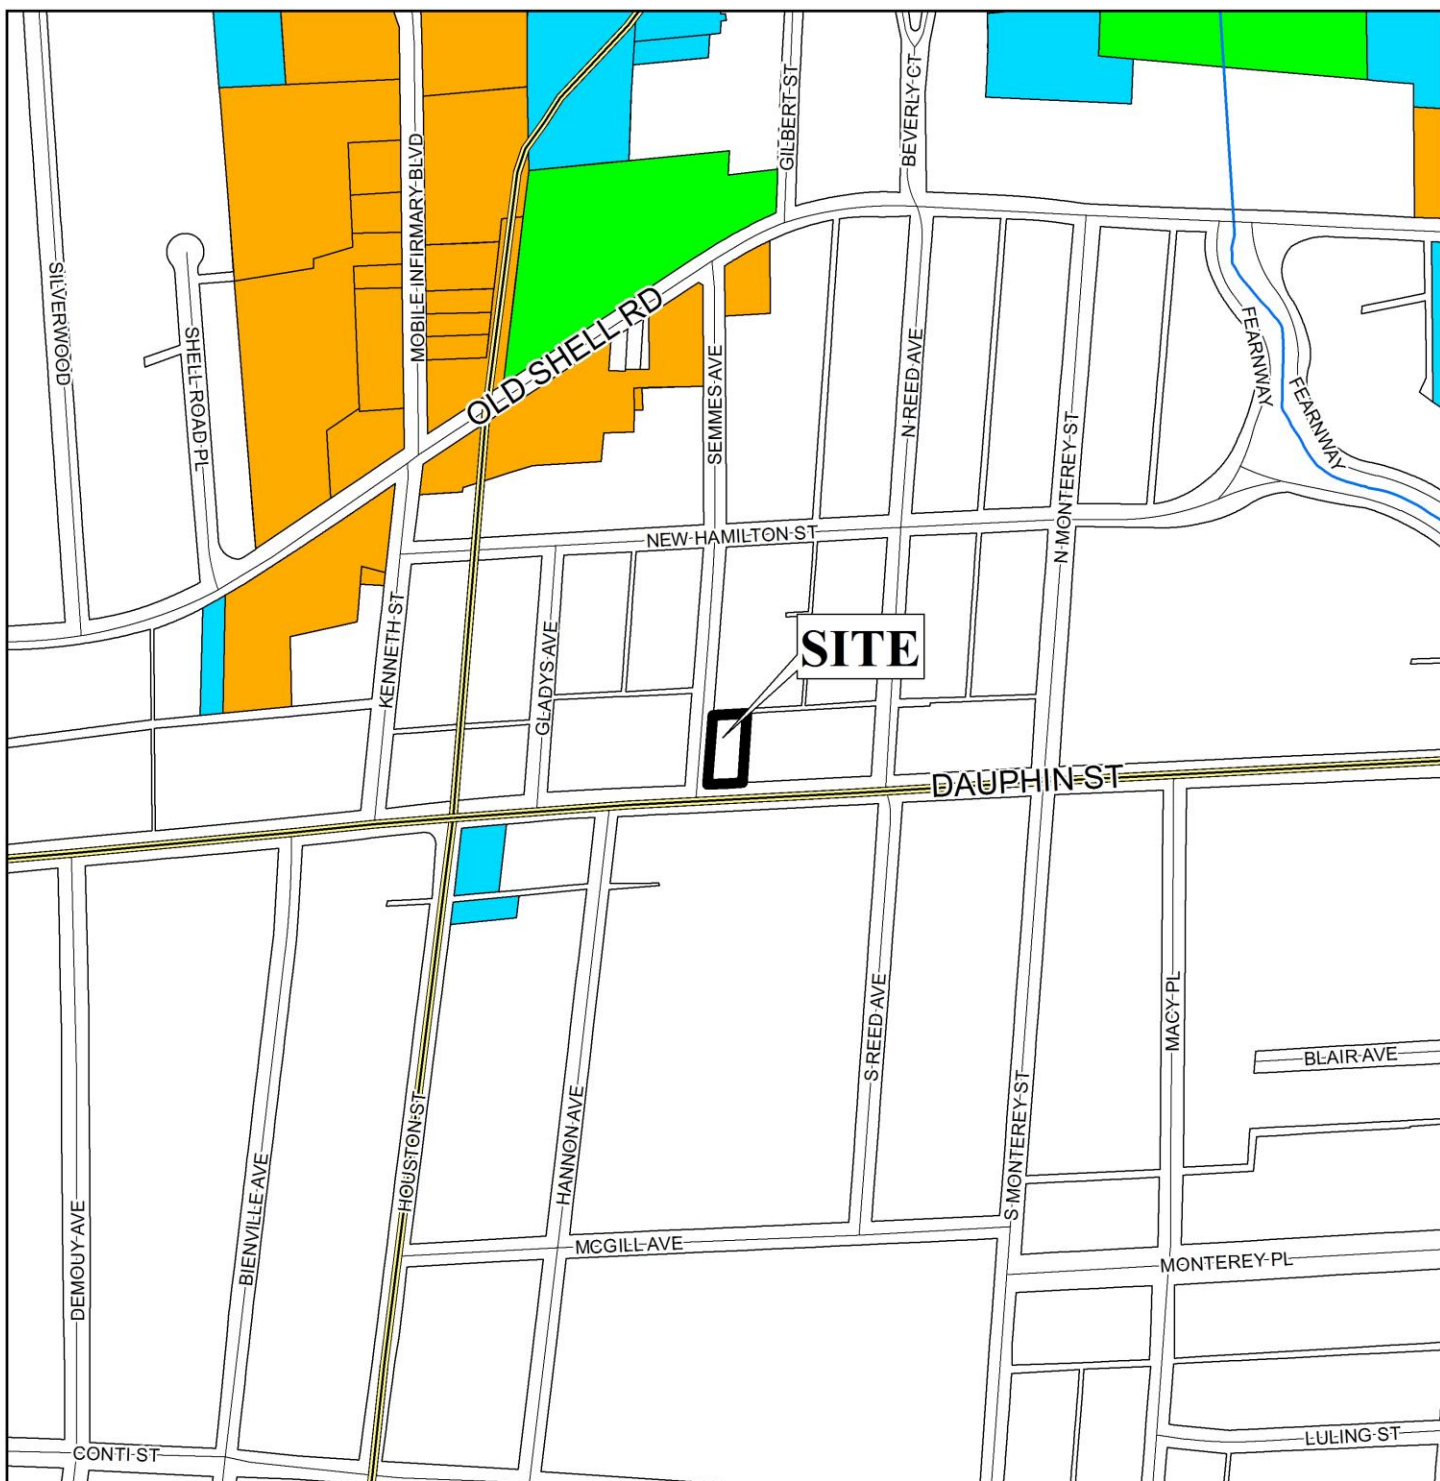 GILBERT ST
BEVERLY CT
MOBILE INFIRMARY BLVD
SILVERWOOD
SHELL ROAD PL
OLD SHELL RD
SEMMES AVE
N REED AVE
N MONTEREY ST
FEARNWAY
FEARNWAY
NEW HAMILTON ST
KENNETH ST
GLADYS AVE
SITE
DAUPHIN ST
S REED AVE
MACY PL
BLAIR AVE
HOUSTON ST
HANNON AVE
S MONTEREY ST
DEMOUY AVE
BIENVILLE AVE
MCGILL AVE
MONTEREY PL
CONTI ST
LULING ST